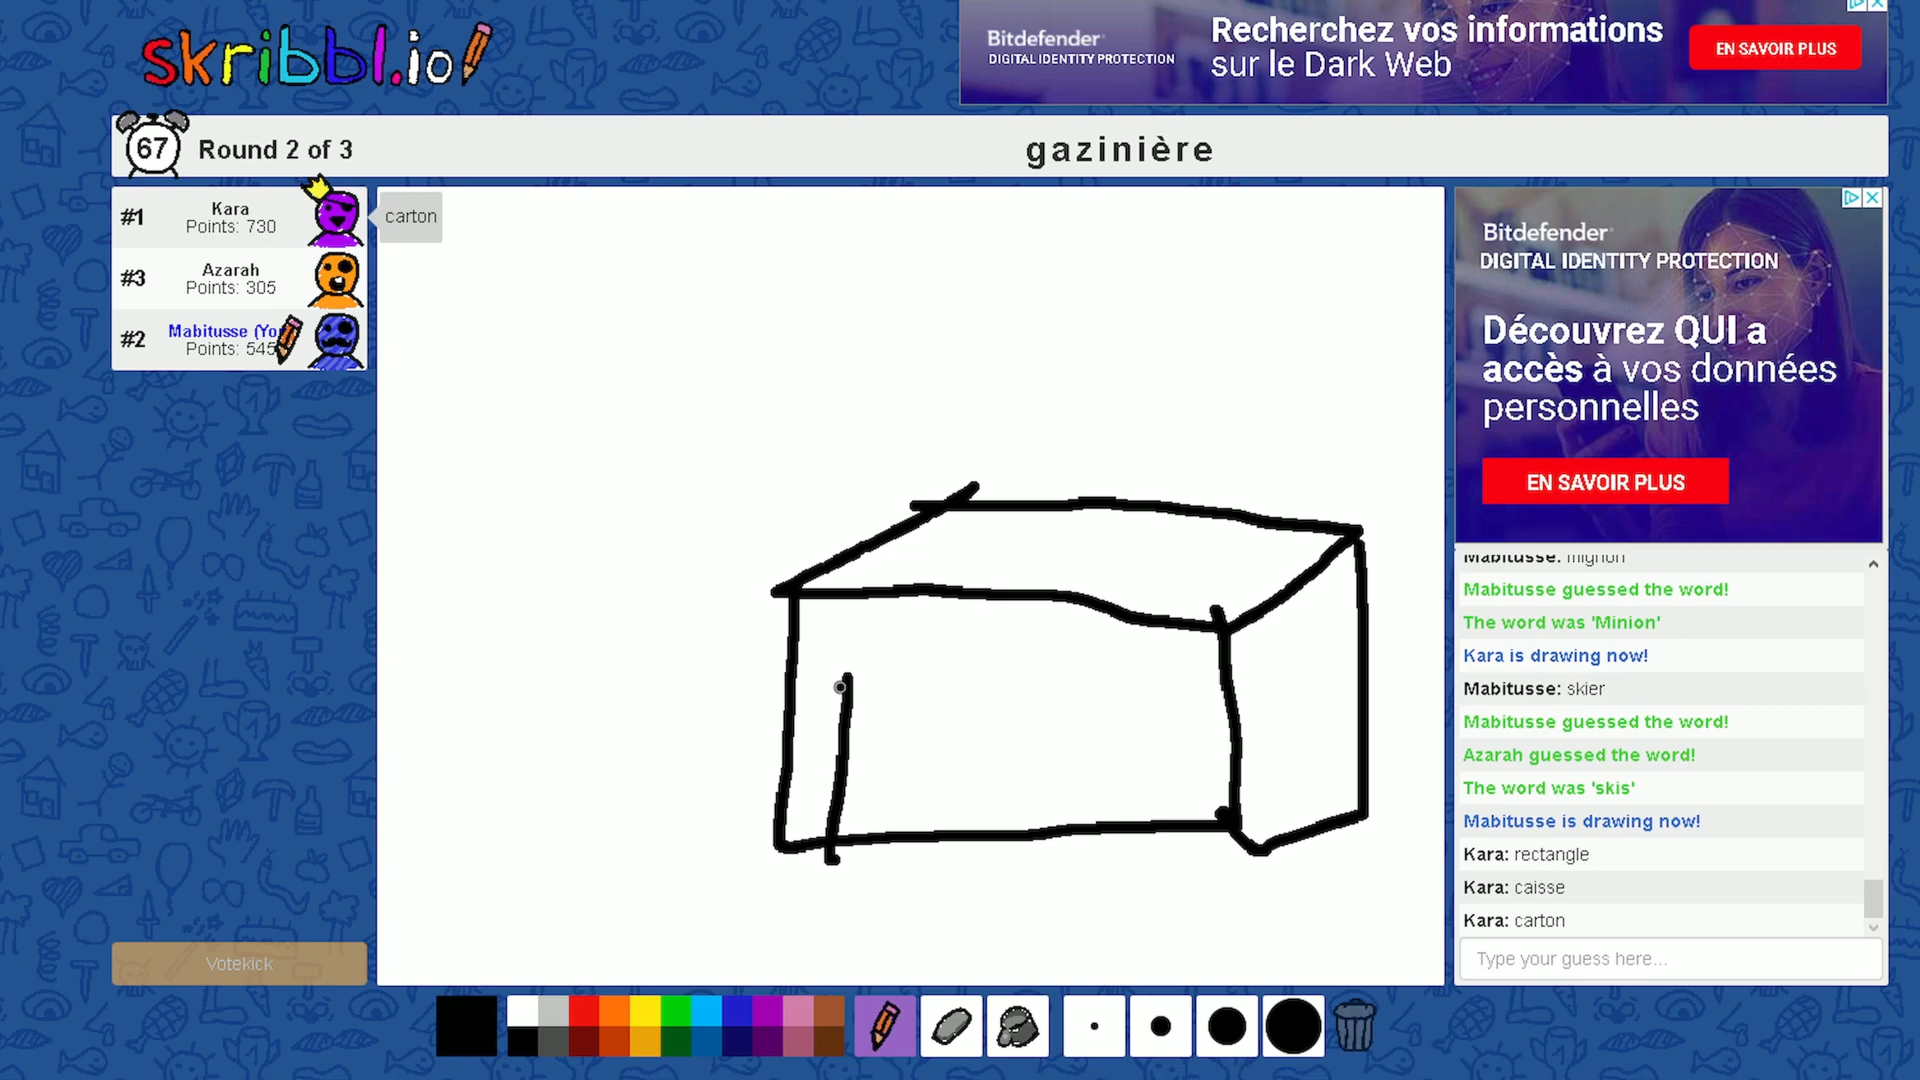 skribbl.io
Bitdefender
DIGITAL IDENTITY PROTECTION
Recherchez vos informations
sur le Dark Web
EN SAVOIR PLUS
67
Round 2 of 3
gazinière
#1
Kara
Points: 730
carton
#3
Azarah
Points: 305
#2
Mabitusse (Yo
Points: 545
Bitdefender
DIGITAL IDENTITY PROTECTION
Découvrez QUI a
accès à vos données
personnelles
EN SAVOIR PLUS
Mabitusse: mignon
Mabitusse guessed the word!
The word was 'Minion'
Kara is drawing now!
Mabitusse: skier
Mabitusse guessed the word!
Azarah guessed the word!
The word was 'skis'
Mabitusse is drawing now!
Kara: rectangle
Kara: caisse
Kara: carton
Type your guess here...
Votekick